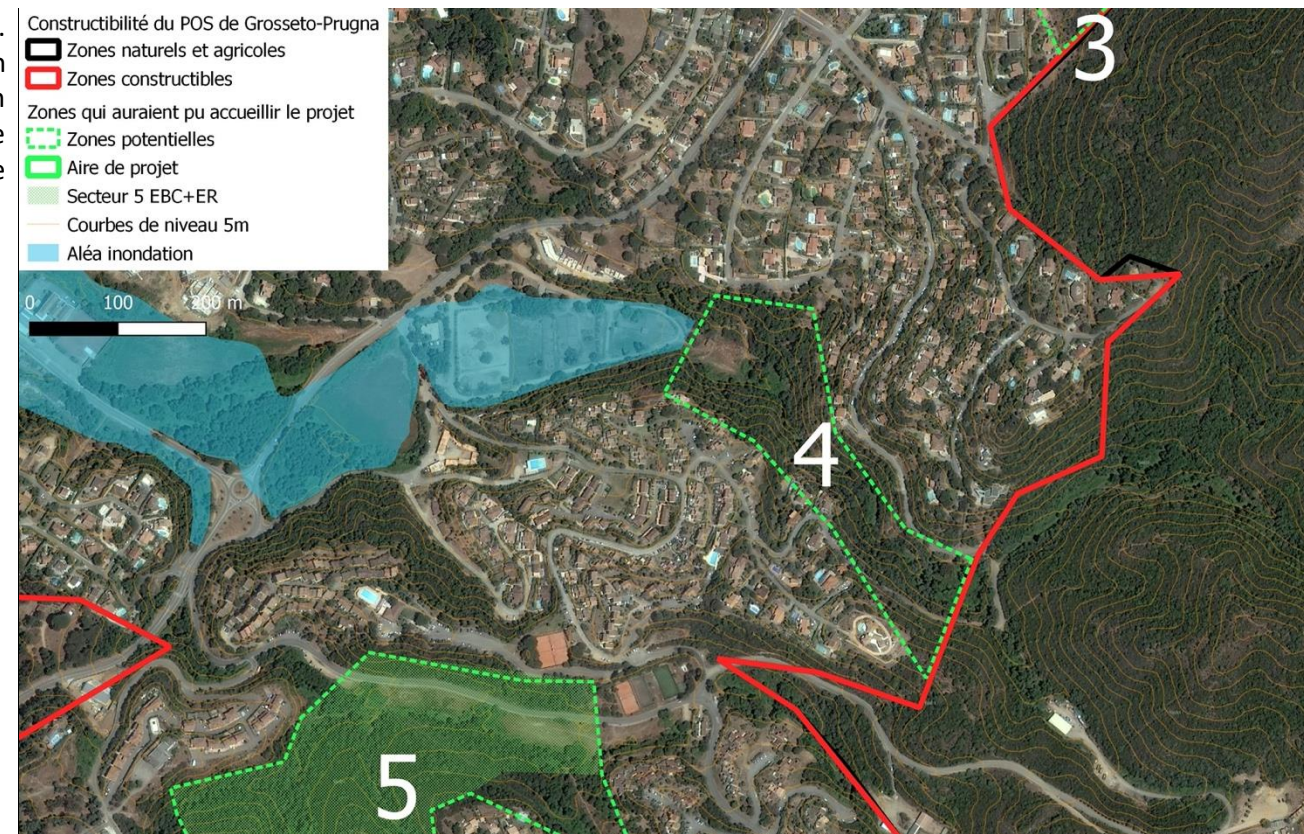 .
n
n
e
e
Constructibilité du POS de Grosseto-Prugna
Zones naturels et agricoles
Zones constructibles
Zones qui auraient pu accueillir le projet
Zones potentielles
Aire de projet
Secteur 5 EBC+ER
Courbes de niveau 5m
Aléa inondation
0 100 200 m
3
4
5